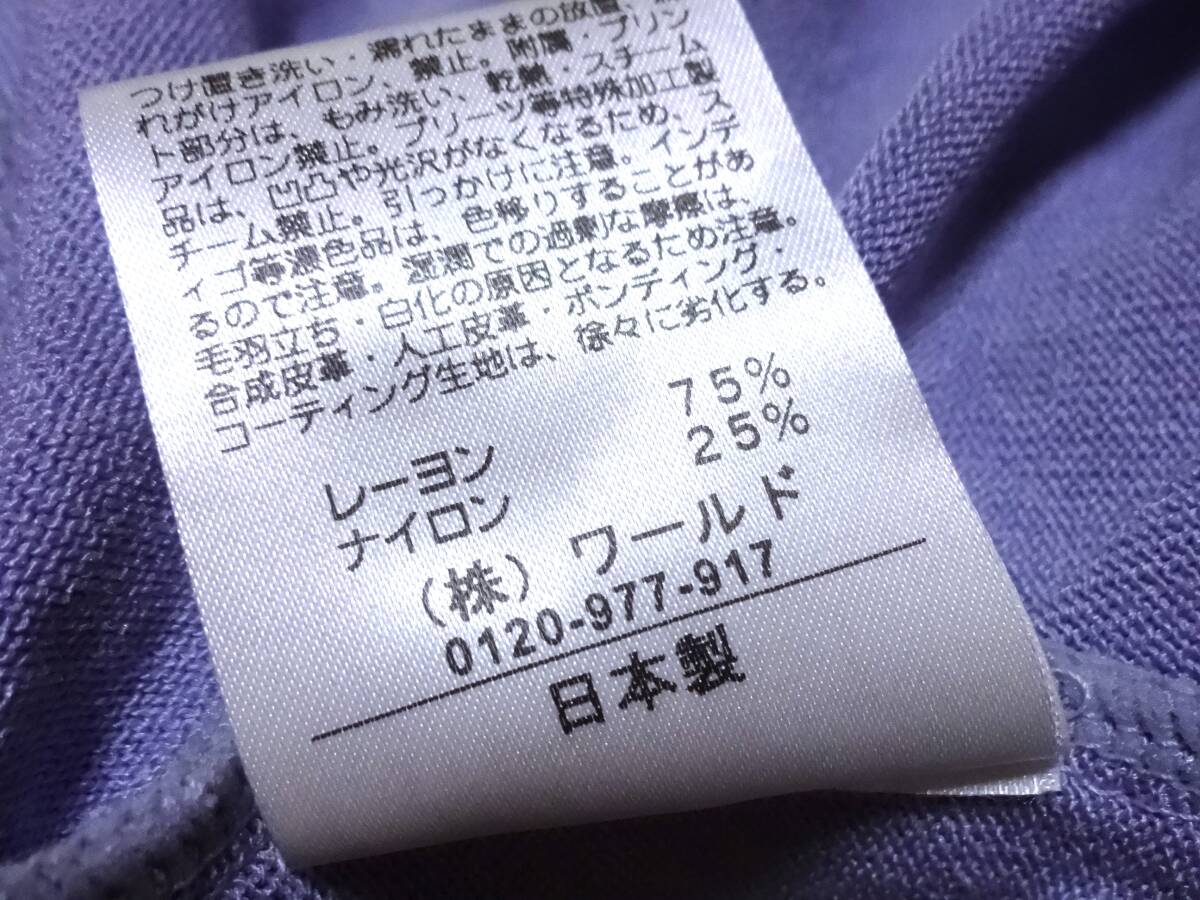 つけ置き洗い・濡れたままの放置、
れがけアイロン、禁止。附属・プリン
ト部分は、もみ洗い、乾燥・スチーム
アイロン禁止。プリーツ等特殊加工製
品は、凹凸や光沢がなくなるため、ス
チーム禁止。引っかけに注意。インデ
ィゴ等濃色品は、色移りすることがあ
るので注意。湿潤での過剰な摩擦は、
毛羽立ち・白化の原因となるため注意。
合成皮革・人工皮革・ボンディング・
コーティング生地は、徐々に劣化する。
レーヨン 75%
ナイロン 25%
（株）ワールド
0120-977-917
日本製